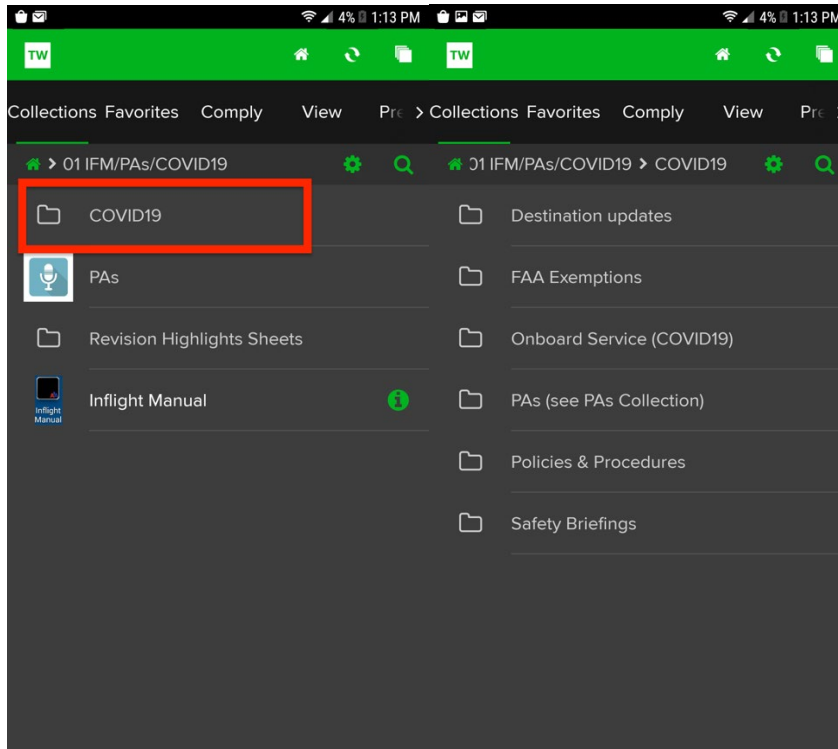 4% 1:13 PM
TW
Collections Favorites Comply View Pre
01 IFM/PAs/COVID19
COVID19
PAs
Revision Highlights Sheets
Inflight Manual
Inflight
Manual
4% 1:13 PM
TW
Collections Favorites Comply View Pre
01 IFM/PAs/COVID19 > COVID19
Destination updates
FAA Exemptions
Onboard Service (COVID19)
PAs (see PAs Collection)
Policies & Procedures
Safety Briefings